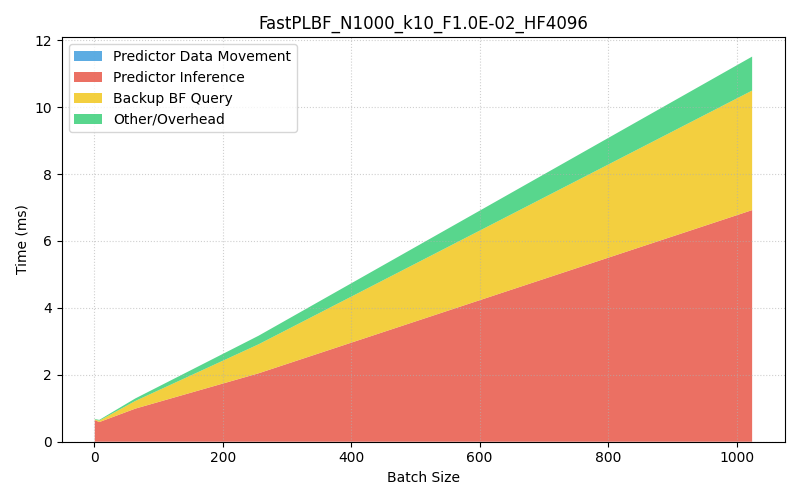 FastPLBF_N1000_k10_F1.0E-02_HF4096
Predictor Data Movement
Predictor Inference
Backup BF Query
Other/Overhead
Time (ms)
12
10
8
6
4
2
0
0 200 400 600 800 1000
Batch Size